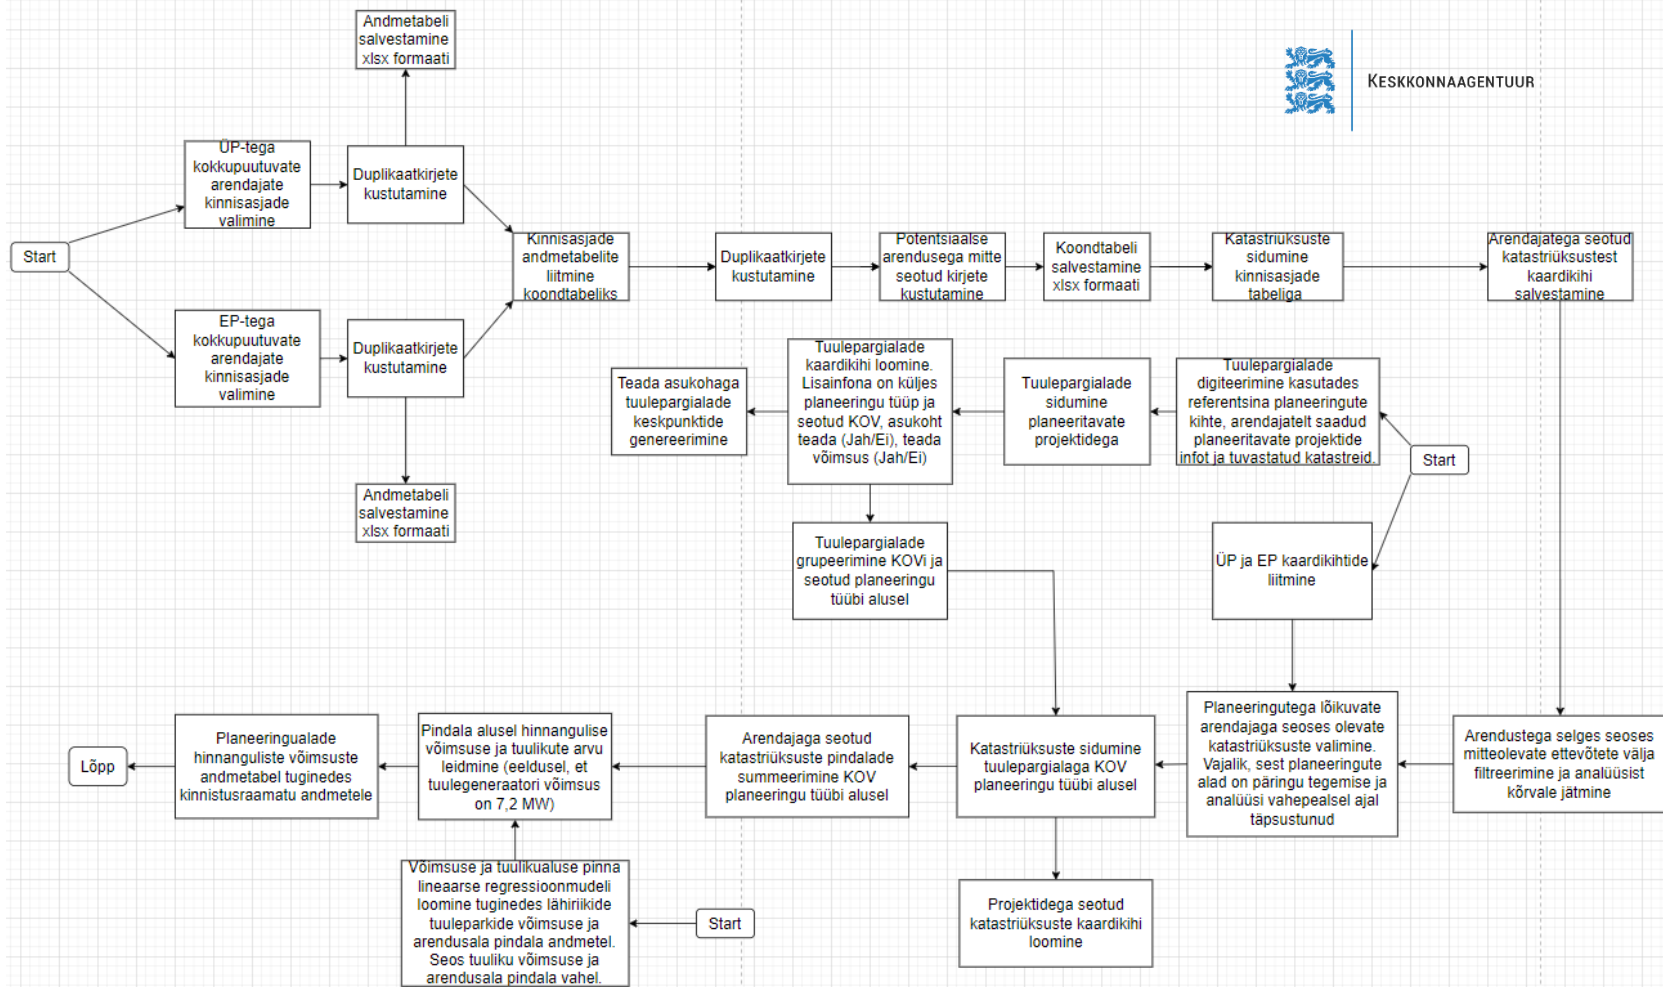 Andmetabeli
salvestamine
xlsx formaati
KESKKONNAAGENTUUR
ÜP-tega
kokkupuutuvate
arendajate
kinnisasjade
valimine
Duplikaatkirjete
kustutamine
Start
Kinnisasjade
andmetabelite
liitmine
koondtabeliks
Duplikaatkirjete
kustutamine
Potentsiaalse
arendusega mitte
seotud kirjete
kustutamine
Koondtabeli
salvestamine
xlsx formaati
Katastriüksuste
sidumine
kinnisasjade
tabeliga
Arendajatega seotud
katastriüksustest
kaardikihi
salvestamine
EP-tega
kokkupuutuvate
arendajate
kinnisasjade
valimine
Duplikaatkirjete
kustutamine
Andmetabeli
salvestamine
xlsx formaati
Teada asukohaga
tuulepargialade
keskpunktide
genereerimine
Tuulepargialade
kaardikihi loomine.
Lisainfona on küljes
planeeringu tüüp ja
seotud KOV, asukoht
teada (Jah/Ei), teada
võimsus (Jah/Ei)
Tuulepargialade
sidumine
planeeritavate
projektidega
Tuulepargialade
digiteerimine kasutades
referentsina planeeringute
kihte, arendajatelt saadud
planeeritavate projektide
infot ja tuvastatud katastreid.
Start
Tuulepargialade
grupeerimine KOVi ja
seotud planeeringu
tüübi alusel
ÜP ja EP kaardikihtide
liitmine
Lõpp
Planeeringualade
hinnanguliste võimsuste
andmetabel tuginedes
kinnistusraamatu andmetele
Pindala alusel hinnangulise
võimsuse ja tuulikute arvu
leidmine (eeldusel, et
tuulegeneraatori võimsus
on 7,2 MW)
Arendajaga seotud
katastriüksuste pindalade
summeerimine KOV
planeeringu tüübi alusel
Katastriüksuste sidumine
tuulepargialaga KOV
planeeringu tüübi alusel
Planeeringutega lõikuvate
arendajaga seoses olevate
katastriüksuste valimine.
Vajalik, sest planeeringute
alad on päringu tegemise ja
analüüsi vahepealsel ajal
täpsustunud
Arendustega selges seoses
mitteolevate ettevõtete välja
filtreerimine ja analüüsist
kõrvale jätmine
Võimsuse ja tuulikualuse pinna
lineaarse regressioonmudeli
loomine tuginedes lähiriikide
tuuleparkide võimsuse ja
arendusala pindala andmetel.
Seos tuuliku võimsuse ja
arendusala pindala vahel.
Start
Projektidega seotud
katastriüksuste kaardikihi
loomine